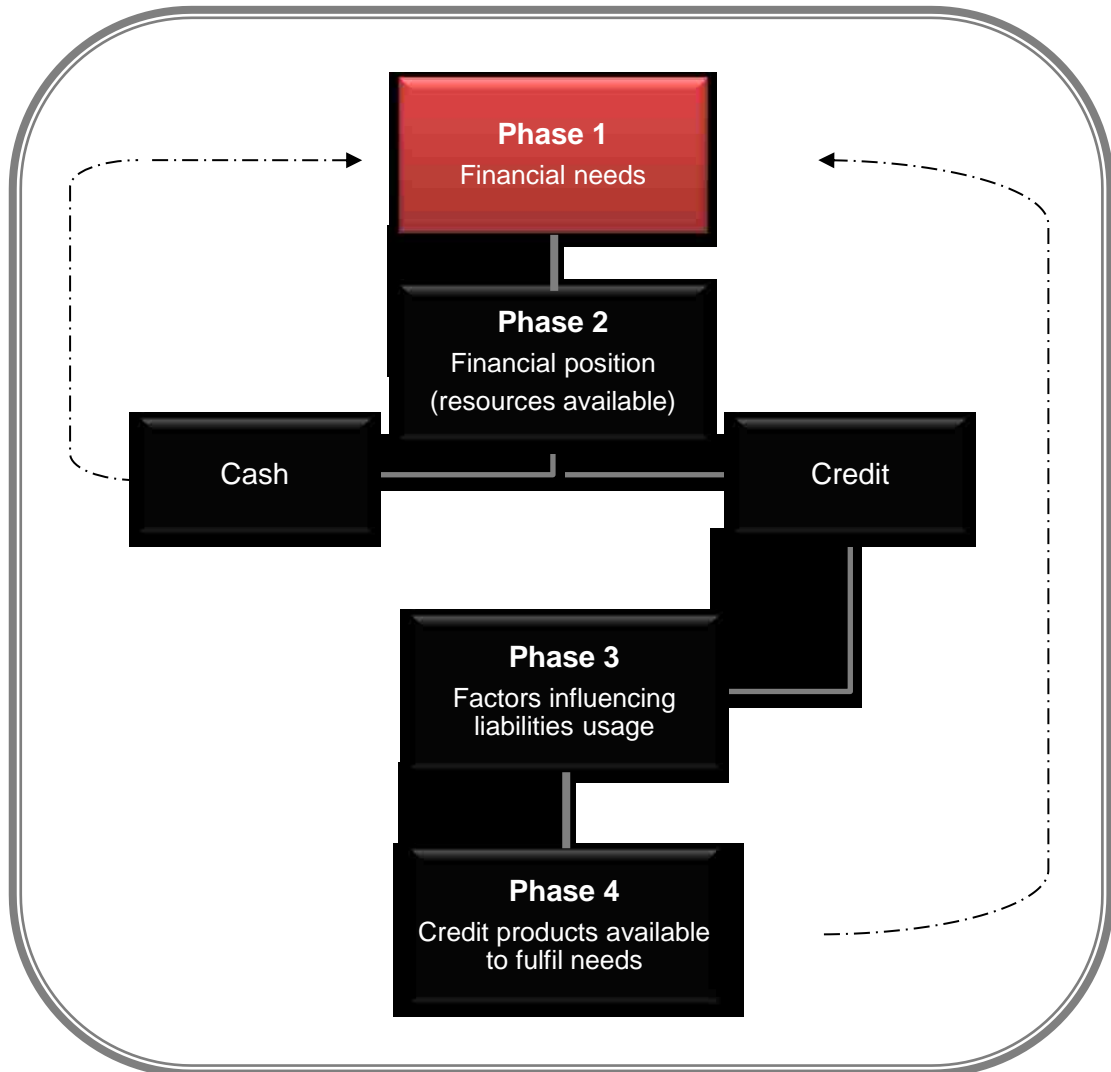 Phase 1
Financial needs
Phase 2
Financial position
(resources available)
Cash
Credit
Phase 3
Factors influencing
liabilities usage
Phase 4
Credit products available
to fulfil needs